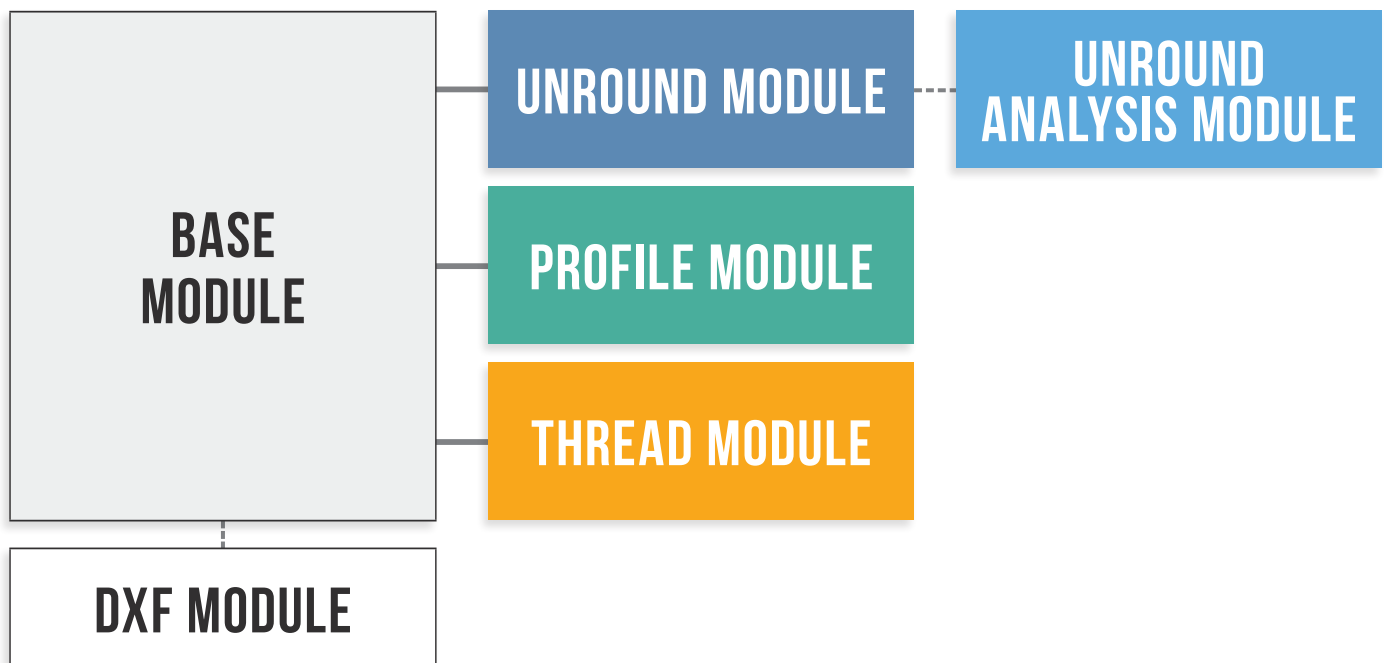 BASE
MODULE
UNROUND MODULE
UNROUND
ANALYSIS MODULE
PROFILE MODULE
THREAD MODULE
DXF MODULE